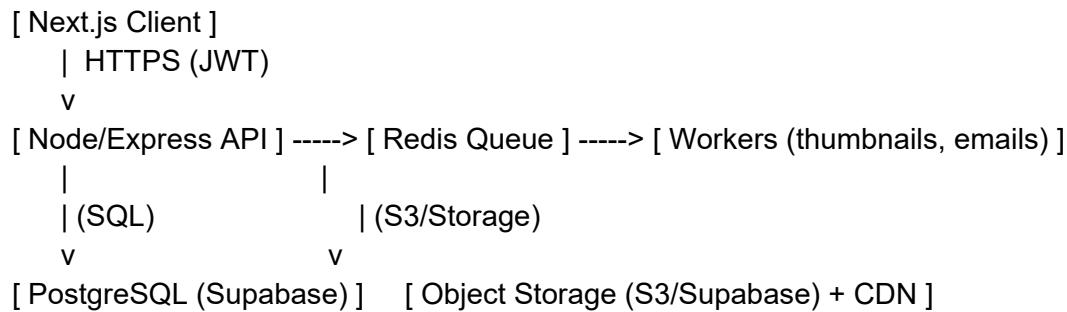 [ Next.js Client ]
| HTTPS (JWT)
v
[ Node/Express API ] -----> [ Redis Queue ] -----> [ Workers (thumbnails, emails) ]
| |
| (SQL) | (S3/Storage)
v v
[ PostgreSQL (Supabase) ] [ Object Storage (S3/Supabase) + CDN ]